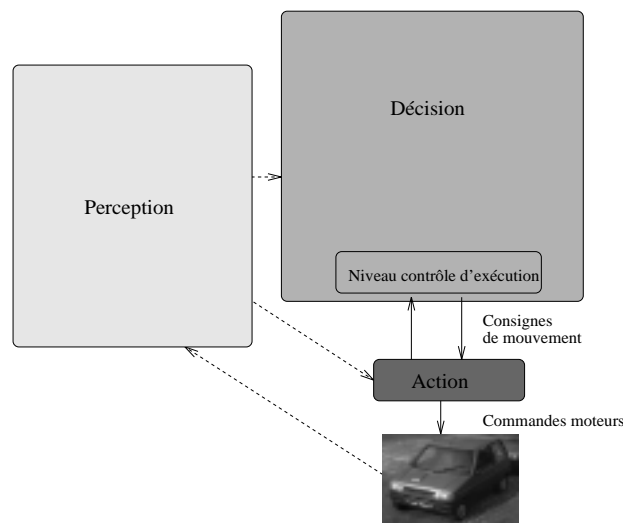 Décision
Perception
Niveau contrôle d'exécution
Consignes
de mouvement
Action
Commandes moteurs